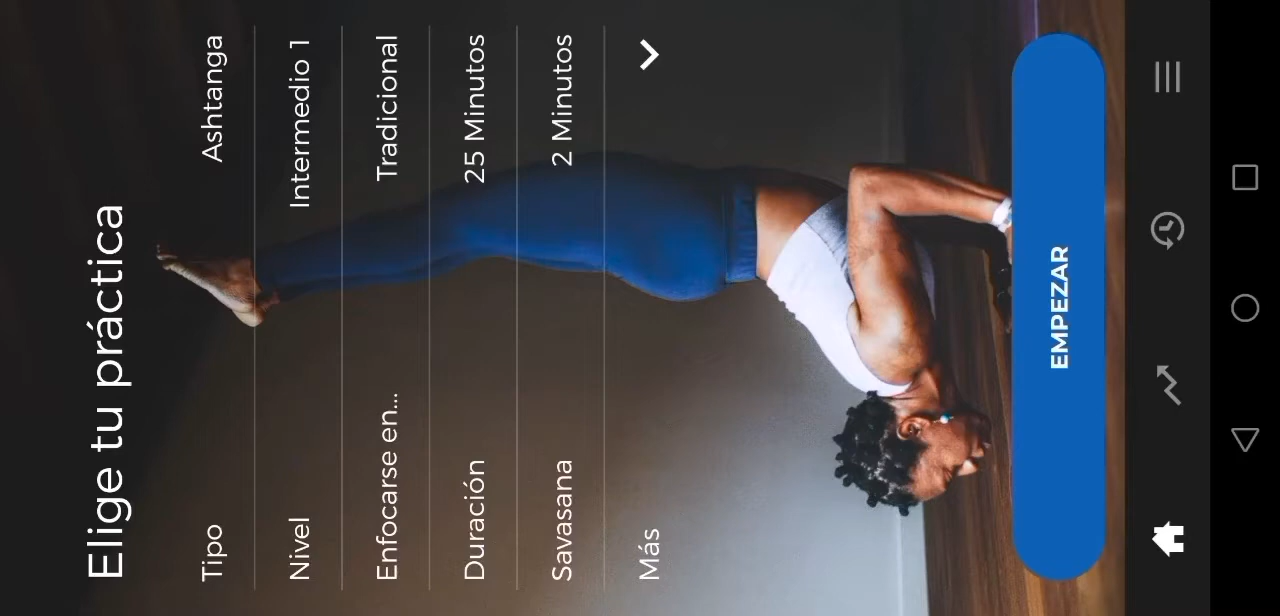 Elige tu práctica
Tipo Ashtanga
Nivel Intermedio 1
Enfocarse en... Tradicional
Duración 25 Minutos
Savasana 2 Minutos
Más
EMPEZAR